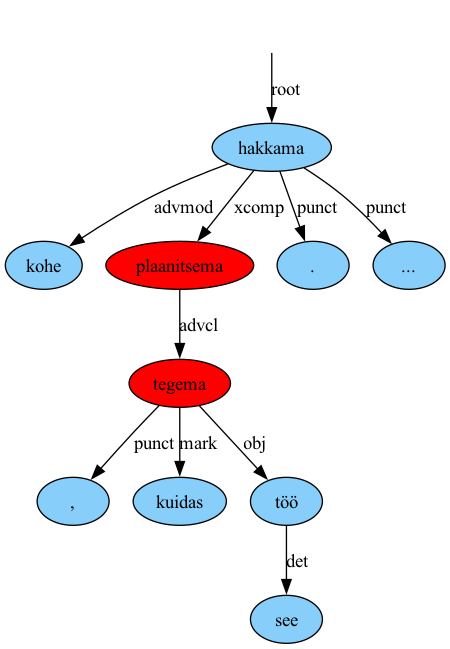 root
hakkama
advmod xcomp punct punct
kohe plaanitsema . ...
advcl
tegema
punct mark obj
, kuidas töö
det
see